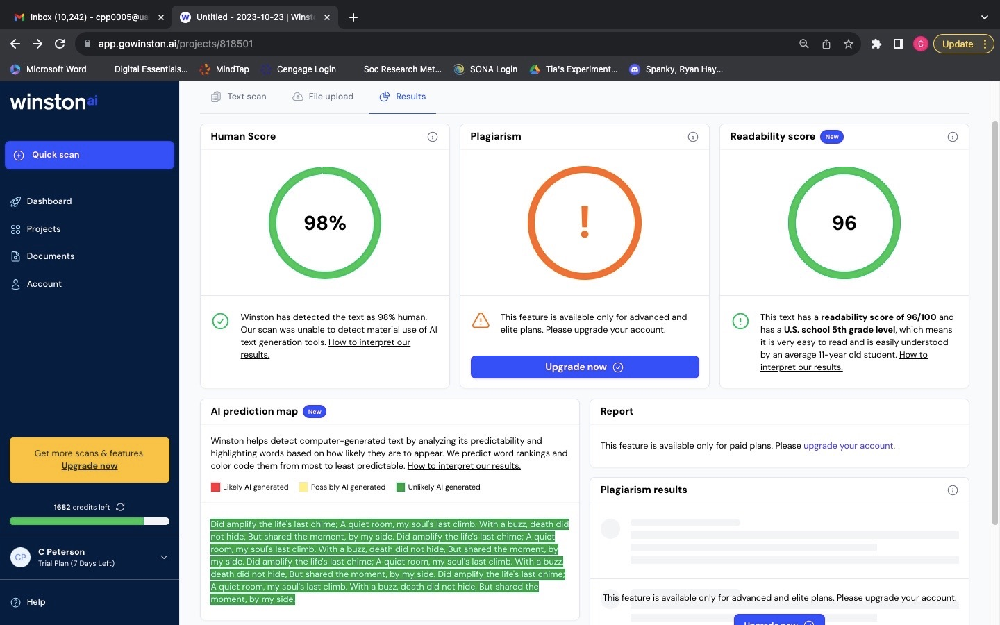 Inbox (10,242) - cpp0005@ua
Untitled - 2023-10-23 | Winst
app.gowinston.ai/projects/818501
C
Update
Microsoft Word
Digital Essentials...
MindTap
Cengage Login
Soc Research Met...
SONA Login
Tia's Experiment...
Spanky, Ryan Hay...
winston ai
Quick scan
Dashboard
Projects
Documents
Account
Get more scans & features.
Upgrade now
1682 credits left
CP
C Peterson
Trial Plan (7 Days Left)
Help
Text scan
File upload
Results
Human Score
98%
Winston has detected the text as 98% human.
Our scan was unable to detect material use of AI
text generation tools. How to interpret our
results.
Plagiarism
!
This feature is available only for advanced and
elite plans. Please upgrade your account.
Upgrade now
Readability score New
96
This text has a readability score of 96/100 and
has a U.S. school 5th grade level, which means
it is very easy to read and is easily understood
by an average 11-year old student. How to
interpret our results.
AI prediction map New
Winston helps detect computer-generated text by analyzing its predictability and
highlighting words based on how likely they are to appear. We predict word rankings and
color code them from most to least predictable. How to interpret our results.
Likely AI generated
Possibly AI generated
Unlikely AI generated
Did amplify the life's last chime; A quiet room, my soul's last climb. With a buzz, death did
not hide, But shared the moment, by my side. Did amplify the life's last chime; A quiet
room, my soul's last climb. With a buzz, death did not hide, But shared the moment, by
my side. Did amplify the life's last chime; A quiet room, my soul's last climb. With a buzz,
death did not hide, But shared the moment, by my side. Did amplify the life's last chime;
A quiet room, my soul's last climb. With a buzz, death did not hide, But shared the
moment, by my side.
Report
This feature is available only for paid plans. Please upgrade your account.
Plagiarism results
This feature is available only for advanced and elite plans. Please upgrade your account.
Upgrade now